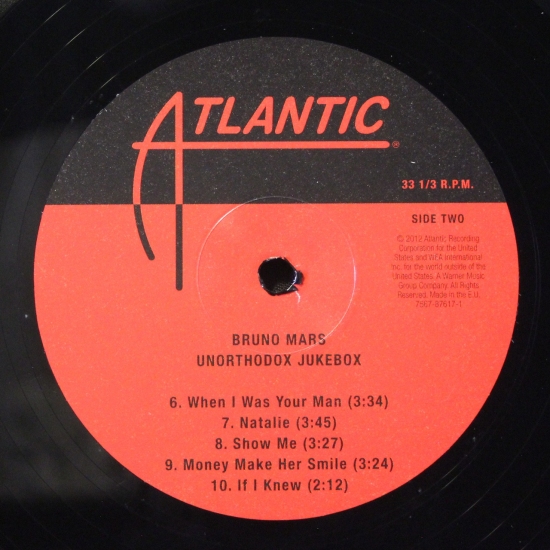 ATLANTIC
®
33 1/3 R.P.M.
SIDE TWO
© 2012 Atlantic Recording
Corporation for the United
States and WEA International
Inc. for the world outside of the
United States. A Warner Music
Group Company. All Rights
Reserved. Made in the E.U.
7567-87617-1
BRUNO MARS
UNORTHODOX JUKEBOX
6. When I Was Your Man (3:34)
7. Natalie (3:45)
8. Show Me (3:27)
9. Money Make Her Smile (3:24)
10. If I Knew (2:12)